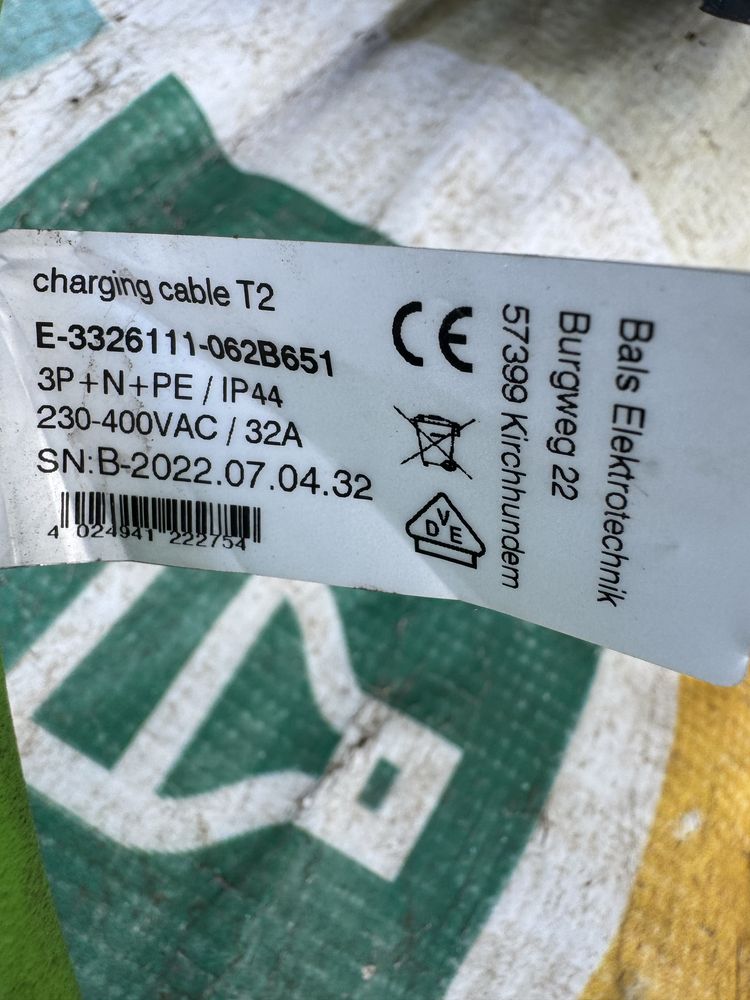 charging cable T2
E-3326111-062B651
3P+N+PE / IP44
230-400VAC / 32A
SN:B-2022.07.04.32
4 024941 222754
CE
VDE
Bals Elektrotechnik
Burgweg 22
57399 Kirchhundem